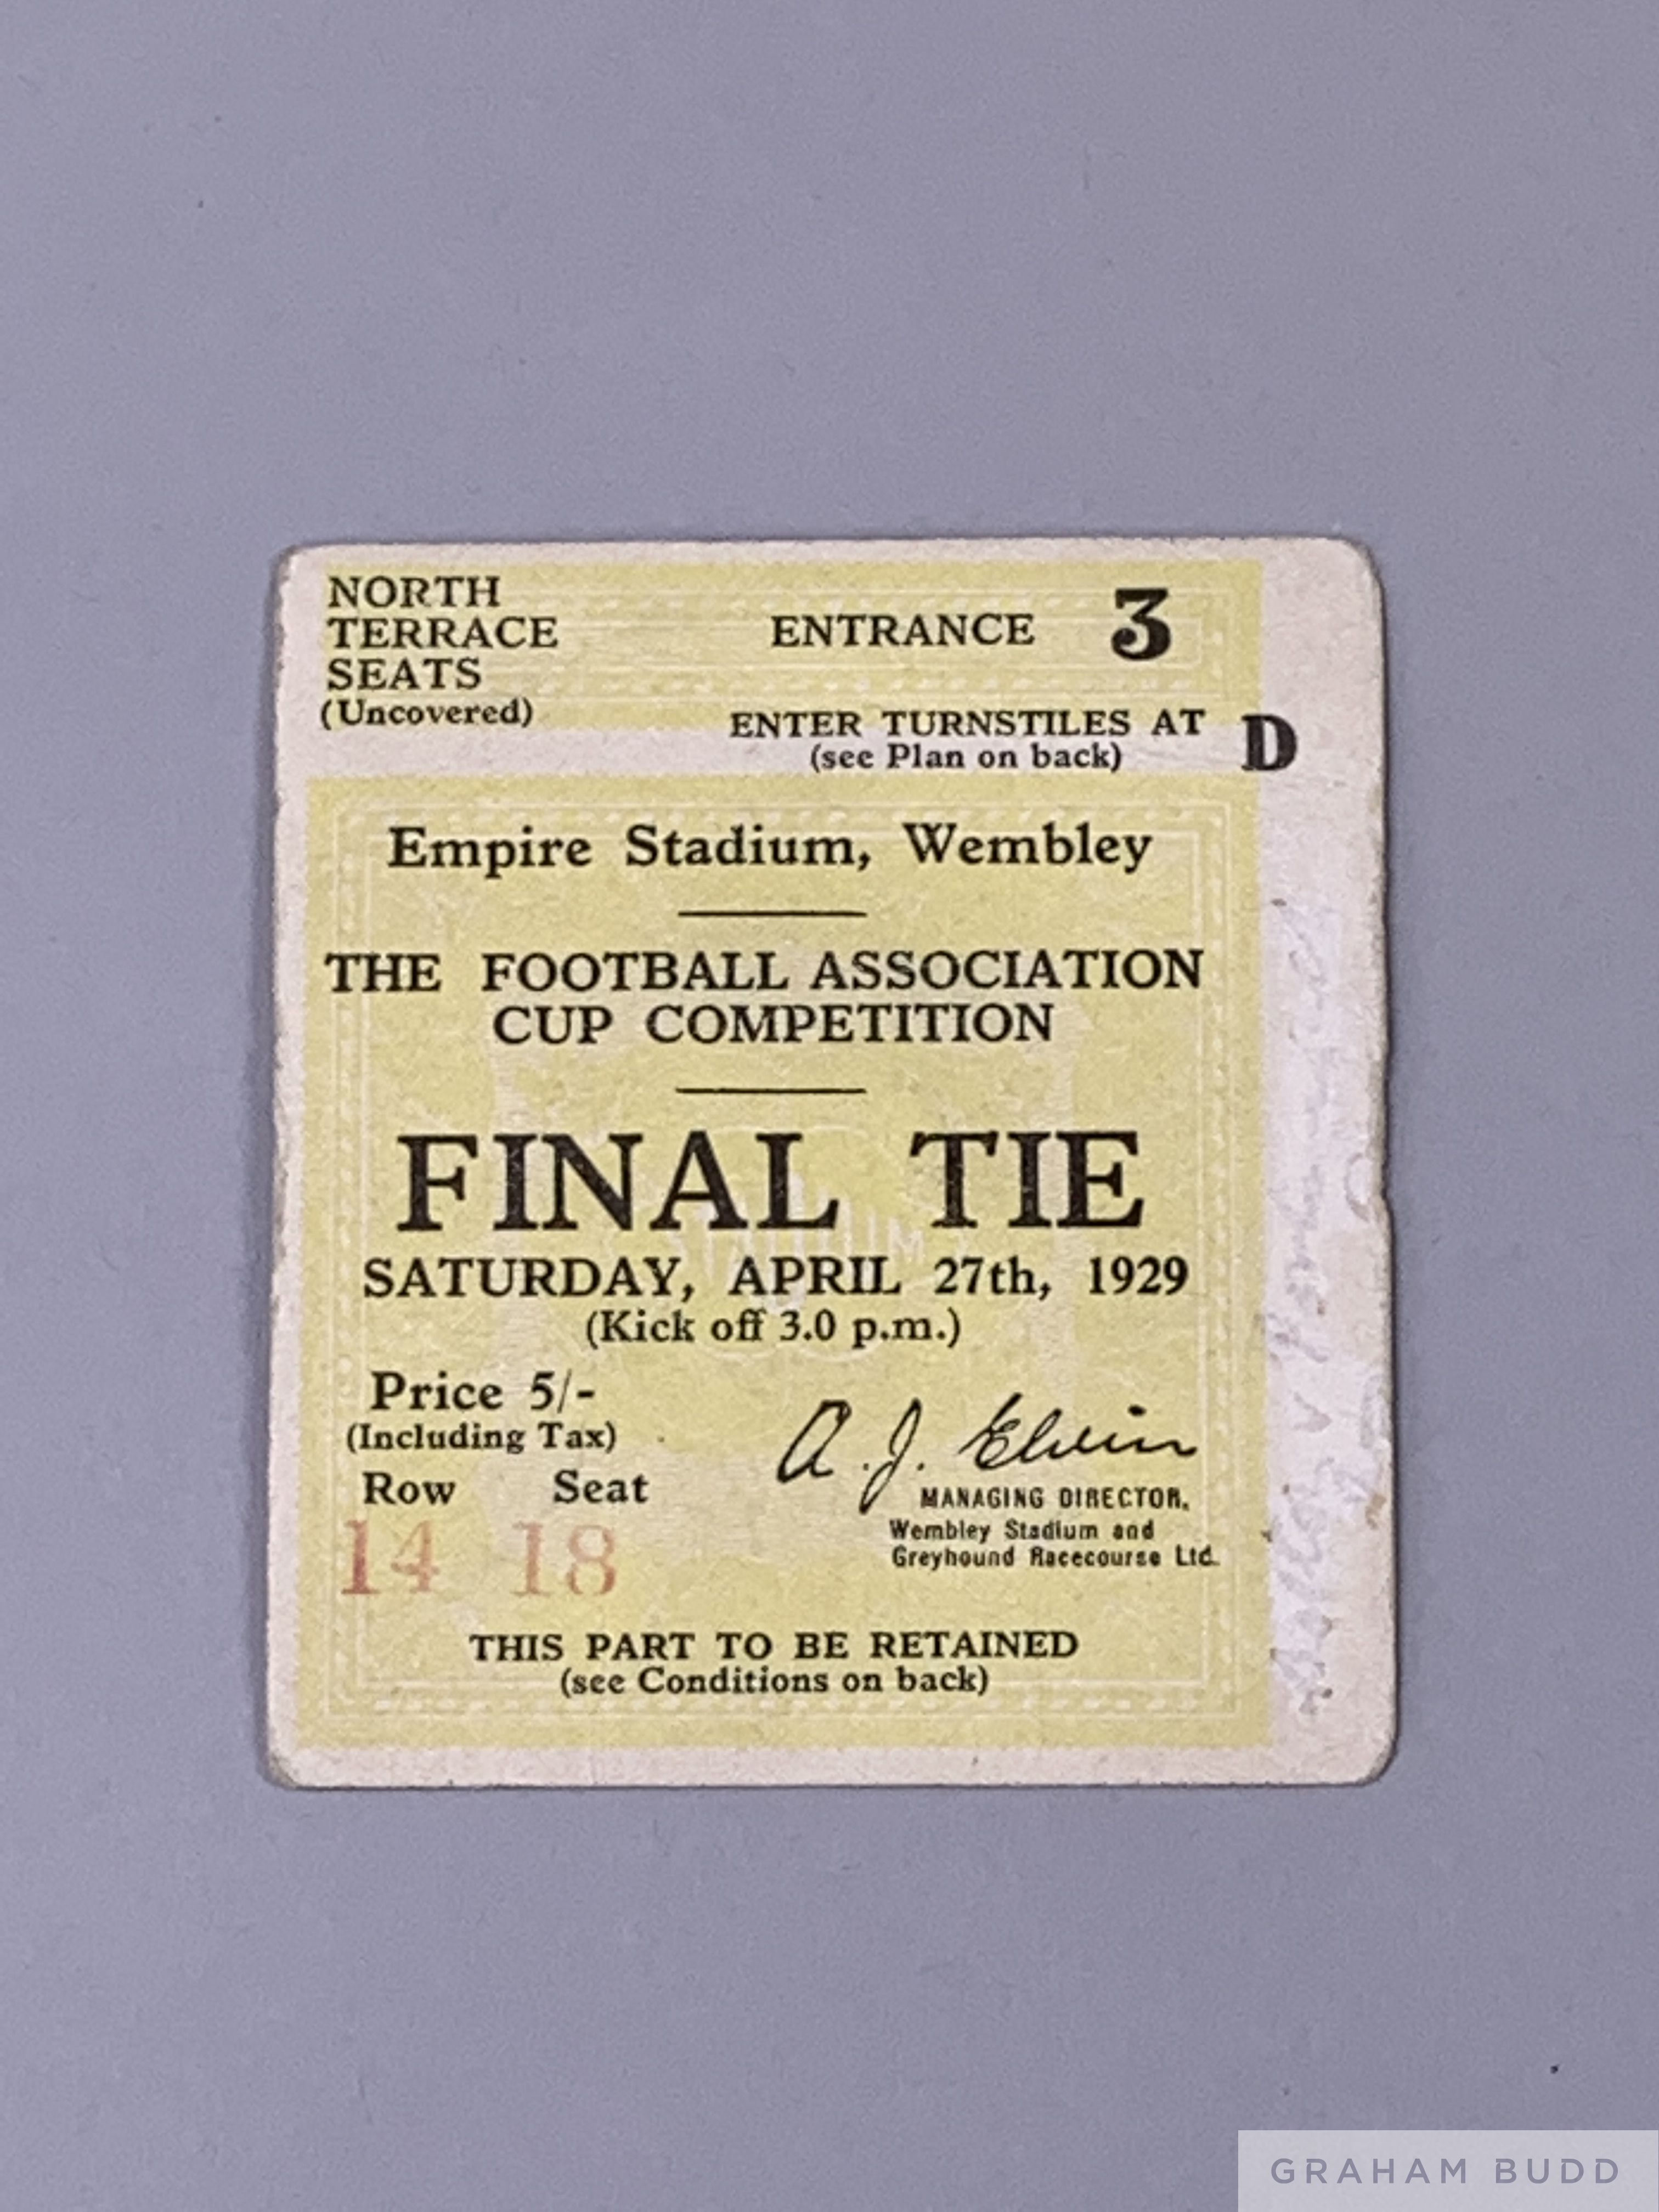 NORTH
TERRACE
SEATS
(Uncovered)
ENTRANCE 3
ENTER TURNSTILES AT D
(see Plan on back)
Empire Stadium, Wembley
THE FOOTBALL ASSOCIATION
CUP COMPETITION
FINAL TIE
SATURDAY, APRIL 27th, 1929
(Kick off 3.0 p.m.)
Price 5/-
(Including Tax)
Row Seat
14 18
A. J. Elvin
MANAGING DIRECTOR,
Wembley Stadium and
Greyhound Racecourse Ltd.
THIS PART TO BE RETAINED
(see Conditions on back)
GRAHAM BUDD